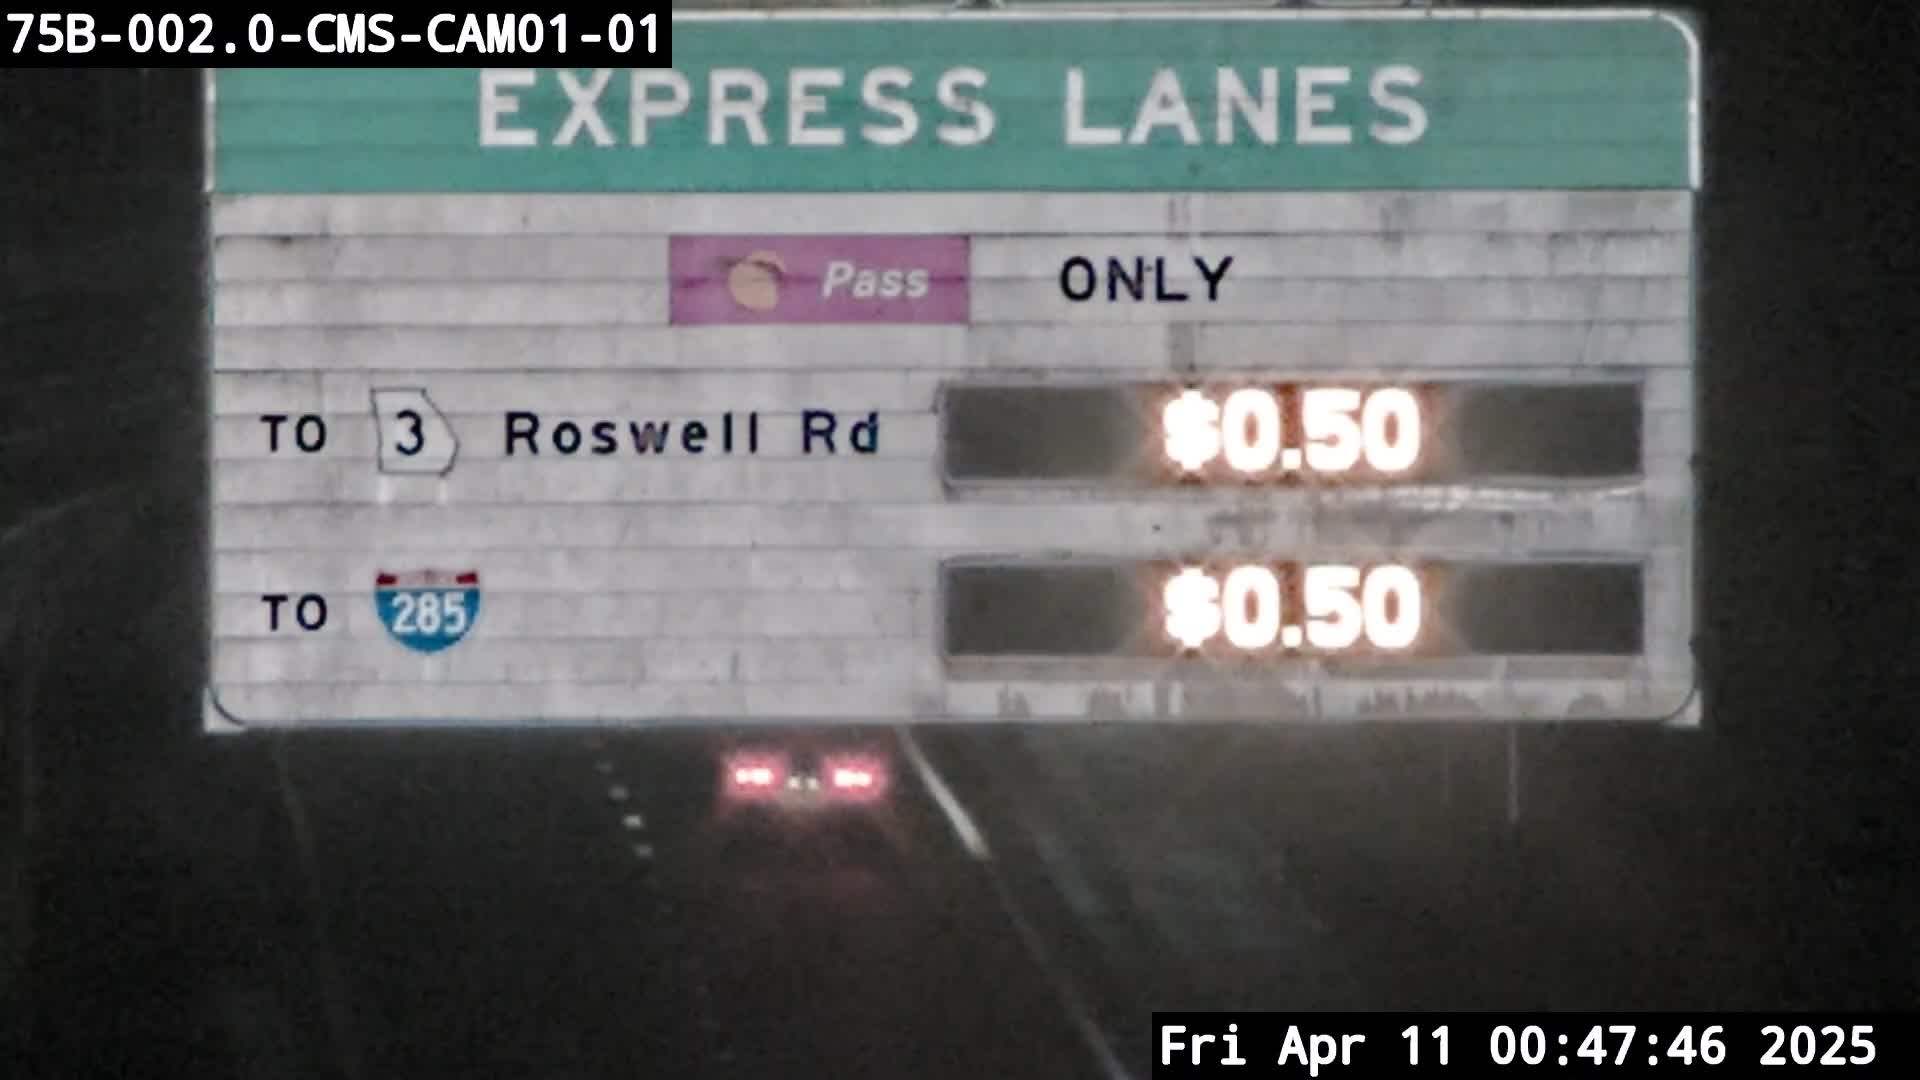 75B-002.0-CMS-CAM01-01
EXPRESS LANES
Pass ONLY
TO 3 Roswell Rd $0.50
TO 285 $0.50
Fri Apr 11 00:47:46 2025